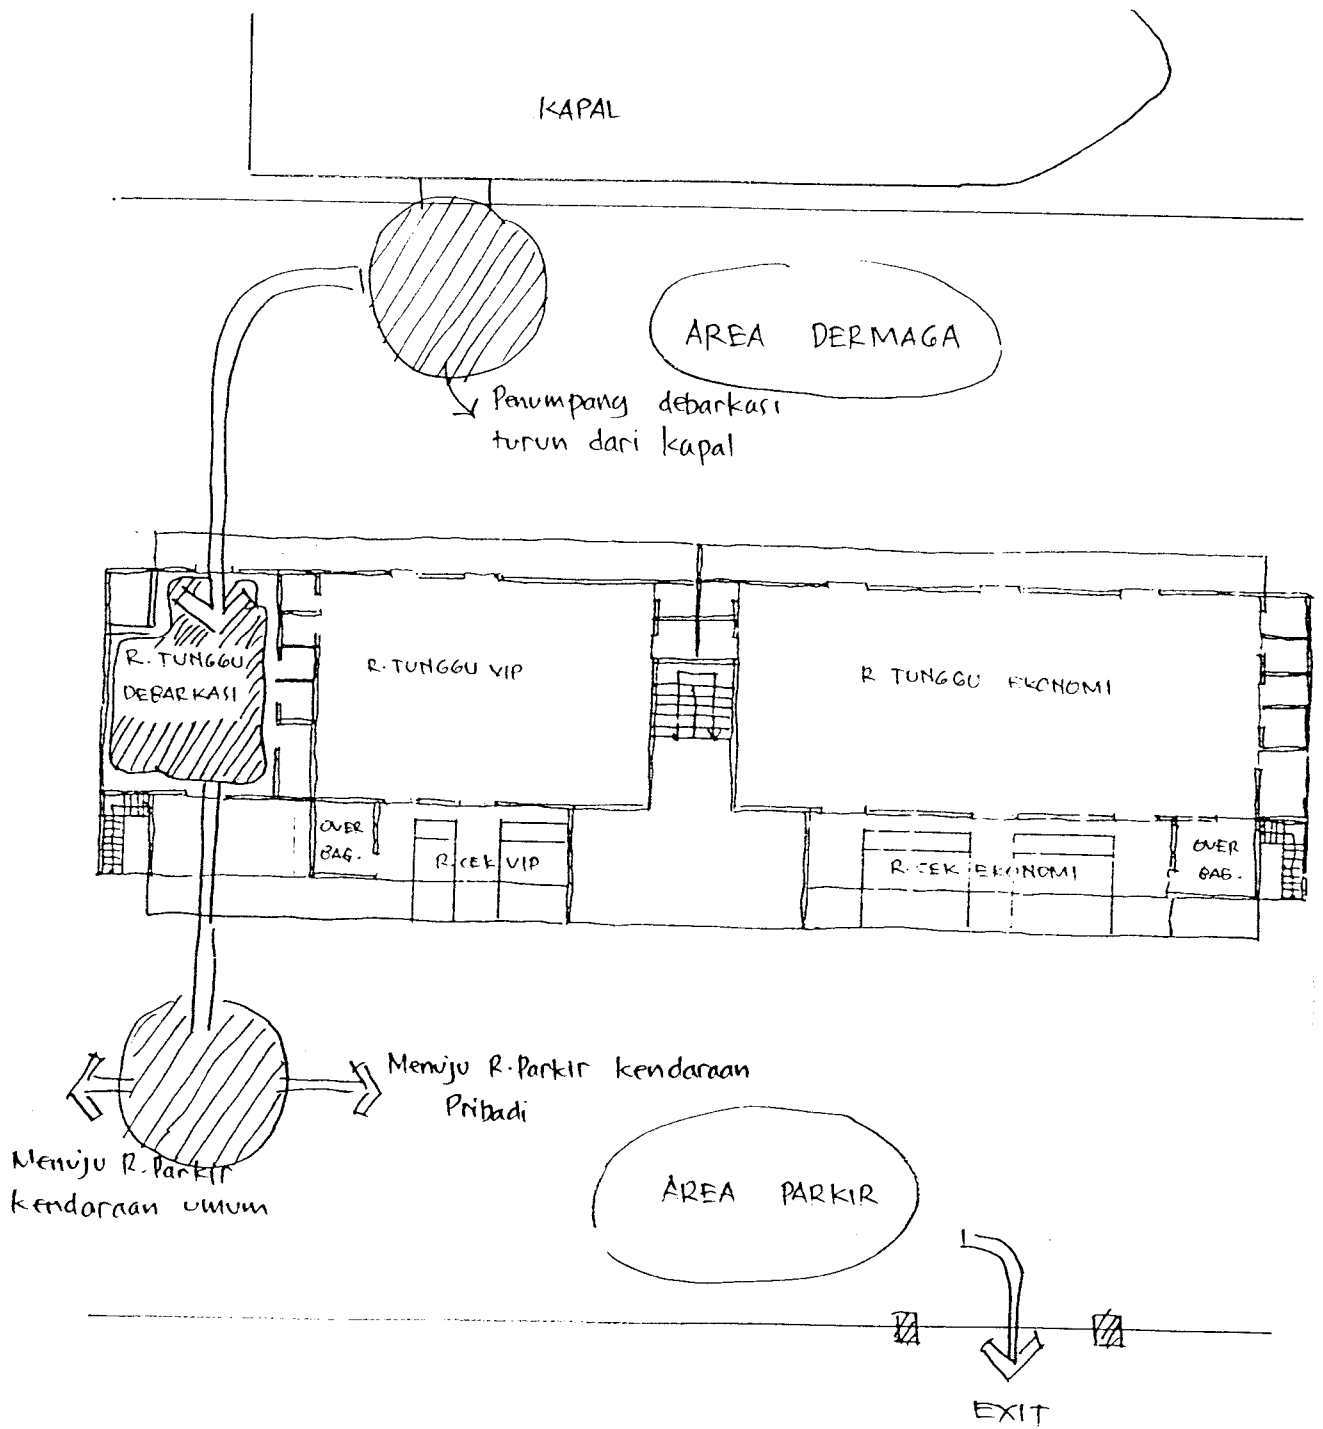 KAPAL
AREA DERMAGA
Penumpang debarkasi
turun dari kapal
R. TUNGGU
DEBARKASI
R. TUNGGU VIP
R TUNGGU EKONOMI
OVER
BAG.
R. CEK VIP
R. CEK EKONOMI
OVER
BAG.
Menuju R. Parkir kendaraan
Pribadi
Menuju R. Parkir
kendaraan umum
AREA PARKIR
EXIT